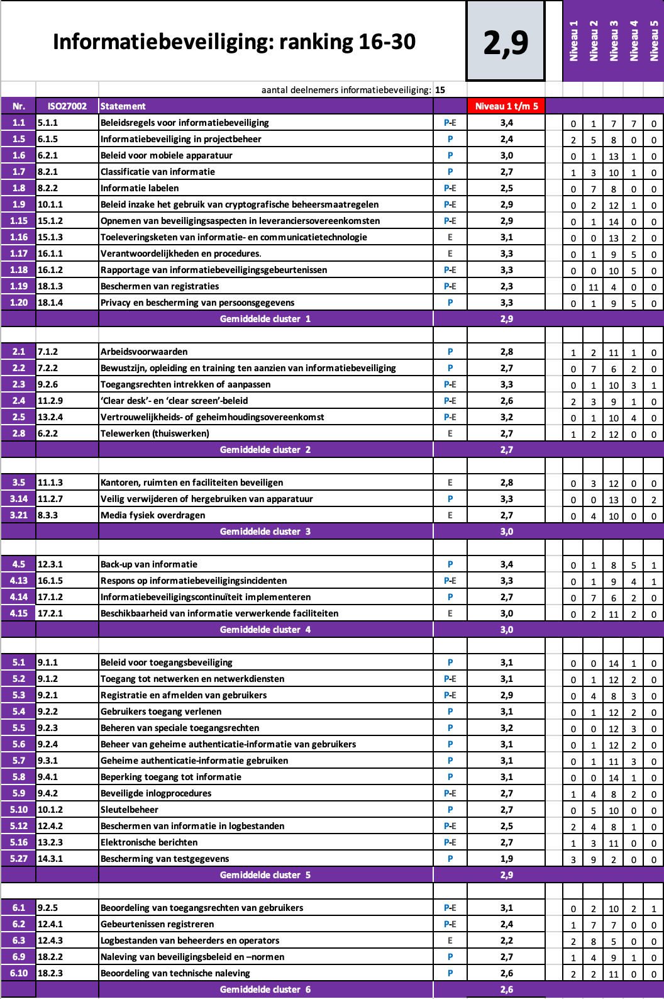 Informatiebeveiliging: ranking 16-30 2,9 Niveau 1 Niveau 2 Niveau 3 Niveau 4 Niveau 5
aantal deelnemers informatiebeveiliging: 15
Nr. ISO27002 Statement Niveau 1 t/m 5
1.1 5.1.1 Beleidsregels voor informatiebeveiliging P-E 3,4 0 1 7 7 0
1.5 6.1.5 Informatiebeveiliging in projectbeheer P 2,4 2 5 8 0 0
1.6 6.2.1 Beleid voor mobiele apparatuur P 3,0 0 1 13 1 0
1.7 8.2.1 Classificatie van informatie P 2,7 1 3 10 1 0
1.8 8.2.2 Informatie labelen P-E 2,5 0 7 8 0 0
1.9 10.1.1 Beleid inzake het gebruik van cryptografische beheersmaatregelen P-E 2,9 0 2 12 1 0
1.15 15.1.2 Opnemen van beveiligingsaspecten in leveranciersovereenkomsten P-E 2,9 0 1 14 0 0
1.16 15.1.3 Toeleveringsketen van informatie- en communicatietechnologie E 3,1 0 0 13 2 0
1.17 16.1.1 Verantwoordelijkheden en procedures. E 3,3 0 1 9 5 0
1.18 16.1.2 Rapportage van informatiebeveiligingsgebeurtenissen P-E 3,3 0 0 10 5 0
1.19 18.1.3 Beschermen van registraties P-E 2,3 0 11 4 0 0
1.20 18.1.4 Privacy en bescherming van persoonsgegevens P 3,3 0 1 9 5 0
Gemiddelde cluster 1 2,9
2.1 7.1.2 Arbeidsvoorwaarden P 2,8 1 2 11 1 0
2.2 7.2.2 Bewustzijn, opleiding en training ten aanzien van informatiebeveiliging P 2,7 0 7 6 2 0
2.3 9.2.6 Toegangsrechten intrekken of aanpassen P-E 3,3 0 1 10 3 1
2.4 11.2.9 ‘Clear desk’- en ‘clear screen’-beleid P-E 2,6 2 3 9 1 0
2.5 13.2.4 Vertrouwelijkheids- of geheimhoudingsovereenkomst P-E 3,2 0 1 10 4 0
2.8 6.2.2 Telewerken (thuiswerken) E 2,7 1 2 12 0 0
Gemiddelde cluster 2 2,7
3.5 11.1.3 Kantoren, ruimten en faciliteiten beveiligen E 2,8 0 3 12 0 0
3.14 11.2.7 Veilig verwijderen of hergebruiken van apparatuur P 3,3 0 0 13 0 2
3.21 8.3.3 Media fysiek overdragen E 2,7 0 4 10 0 0
Gemiddelde cluster 3 3,0
4.5 12.3.1 Back-up van informatie P 3,4 0 1 8 5 1
4.13 16.1.5 Respons op informatiebeveiligingsincidenten P-E 3,3 0 1 9 4 1
4.14 17.1.2 Informatiebeveiligingscontinuïteit implementeren P 2,7 0 7 6 2 0
4.15 17.2.1 Beschikbaarheid van informatie verwerkende faciliteiten E 3,0 0 2 11 2 0
Gemiddelde cluster 4 3,0
5.1 9.1.1 Beleid voor toegangsbeveiliging P 3,1 0 0 14 1 0
5.2 9.1.2 Toegang tot netwerken en netwerkdiensten P-E 3,1 0 1 12 2 0
5.3 9.2.1 Registratie en afmelden van gebruikers P-E 2,9 0 4 8 3 0
5.4 9.2.2 Gebruikers toegang verlenen P 3,1 0 1 12 2 0
5.5 9.2.3 Beheren van speciale toegangsrechten P 3,2 0 0 12 3 0
5.6 9.2.4 Beheer van geheime authenticatie-informatie van gebruikers P 3,1 0 1 12 2 0
5.7 9.3.1 Geheime authenticatie-informatie gebruiken P 3,1 0 1 11 3 0
5.8 9.4.1 Beperking toegang tot informatie P 3,1 0 0 14 1 0
5.9 9.4.2 Beveiligde inlogprocedures P-E 2,7 1 4 8 2 0
5.10 10.1.2 Sleutelbeheer P 2,7 0 5 10 0 0
5.12 12.4.2 Beschermen van informatie in logbestanden P-E 2,5 2 4 8 1 0
5.16 13.2.3 Elektronische berichten P-E 2,7 1 3 11 0 0
5.27 14.3.1 Bescherming van testgegevens P 1,9 3 9 2 0 0
Gemiddelde cluster 5 2,9
6.1 9.2.5 Beoordeling van toegangsrechten van gebruikers P-E 3,1 0 2 10 2 1
6.2 12.4.1 Gebeurtenissen registreren P-E 2,4 1 7 7 0 0
6.3 12.4.3 Logbestanden van beheerders en operators E 2,2 2 8 5 0 0
6.9 18.2.2 Naleving van beveiligingsbeleid en –normen P 2,7 1 4 9 1 0
6.10 18.2.3 Beoordeling van technische naleving P 2,6 2 2 11 0 0
Gemiddelde cluster 6 2,6